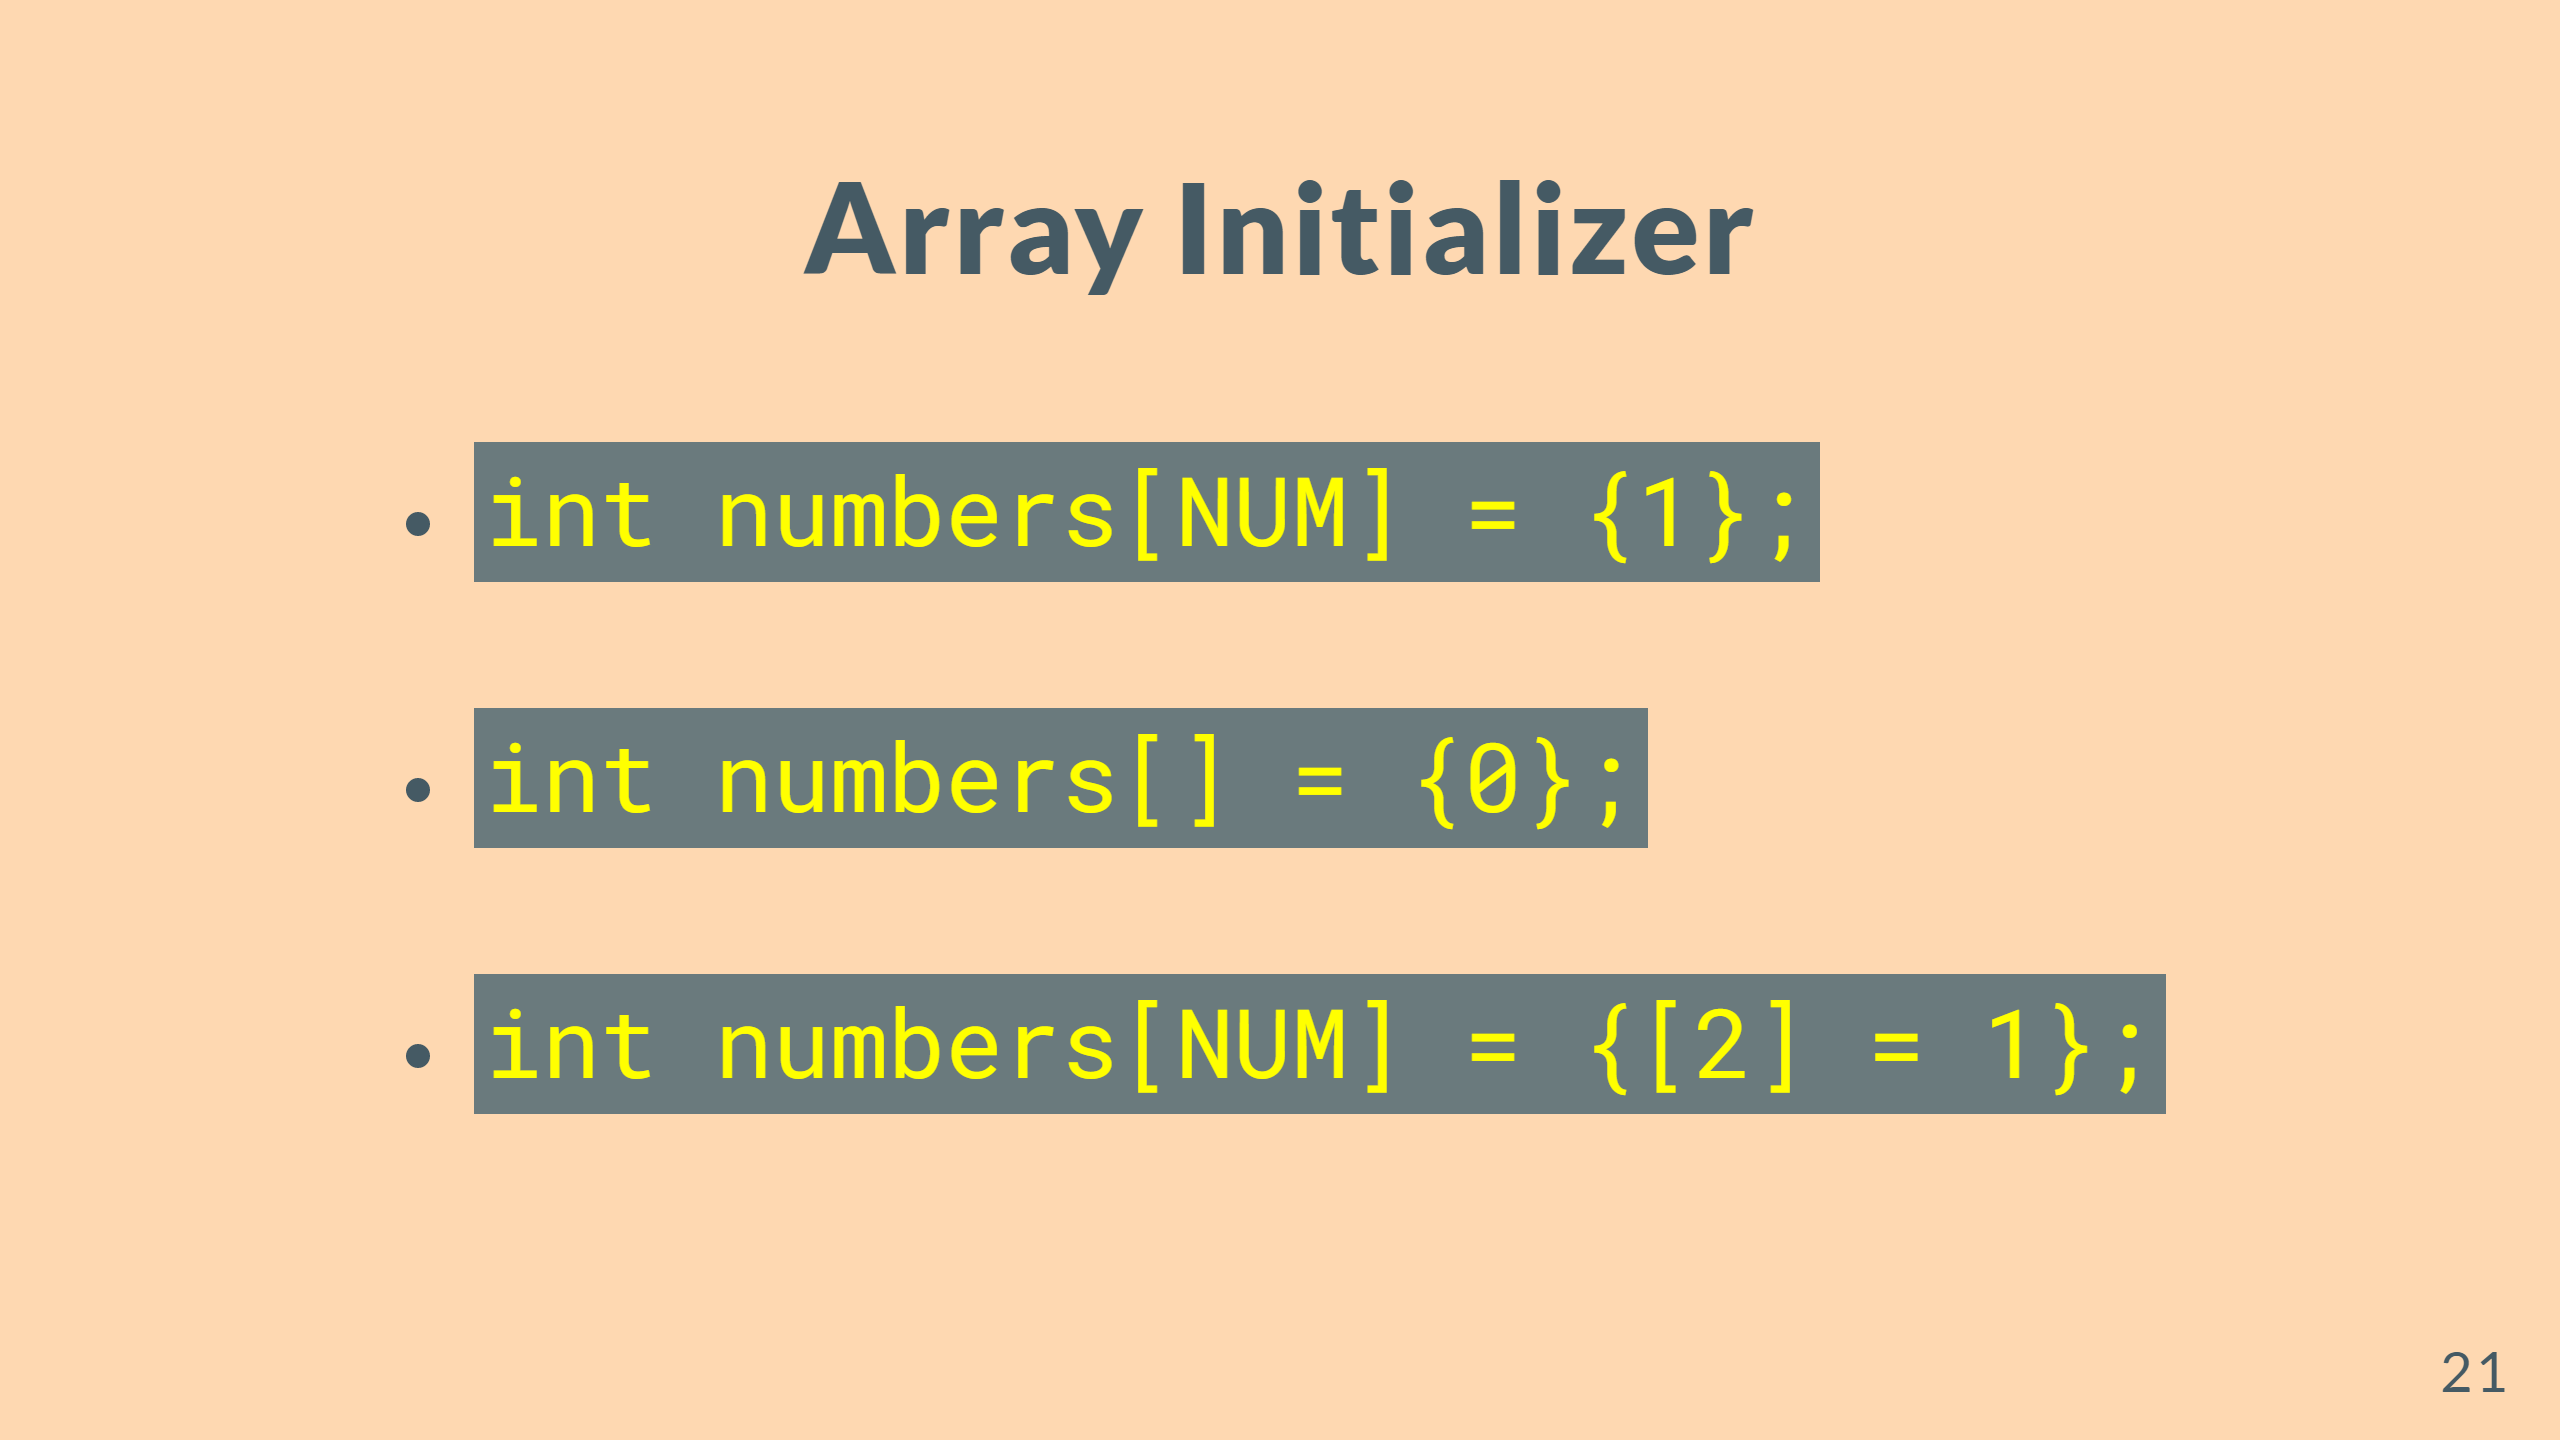 Array Initializer
• int numbers[NUM] = {1};
• int numbers[] = {0};
• int numbers[NUM] = {[2] = 1};
21